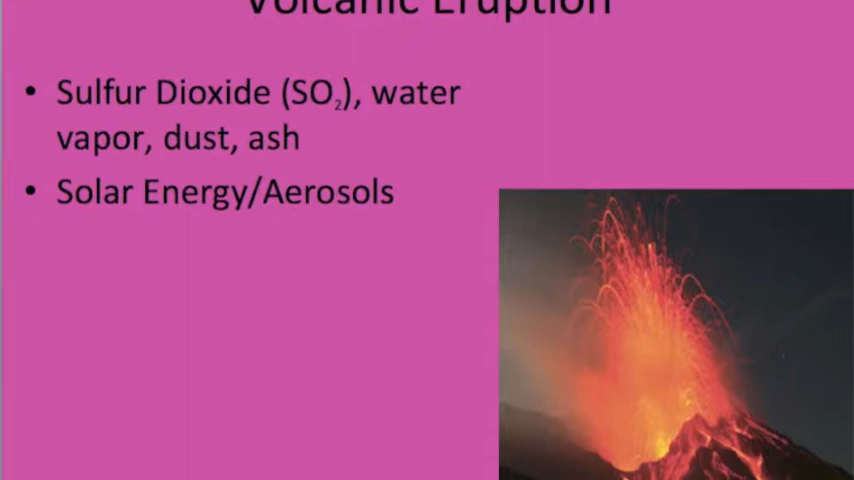 Volcanic Eruption
• Sulfur Dioxide (SO₂), water
vapor, dust, ash
• Solar Energy/Aerosols